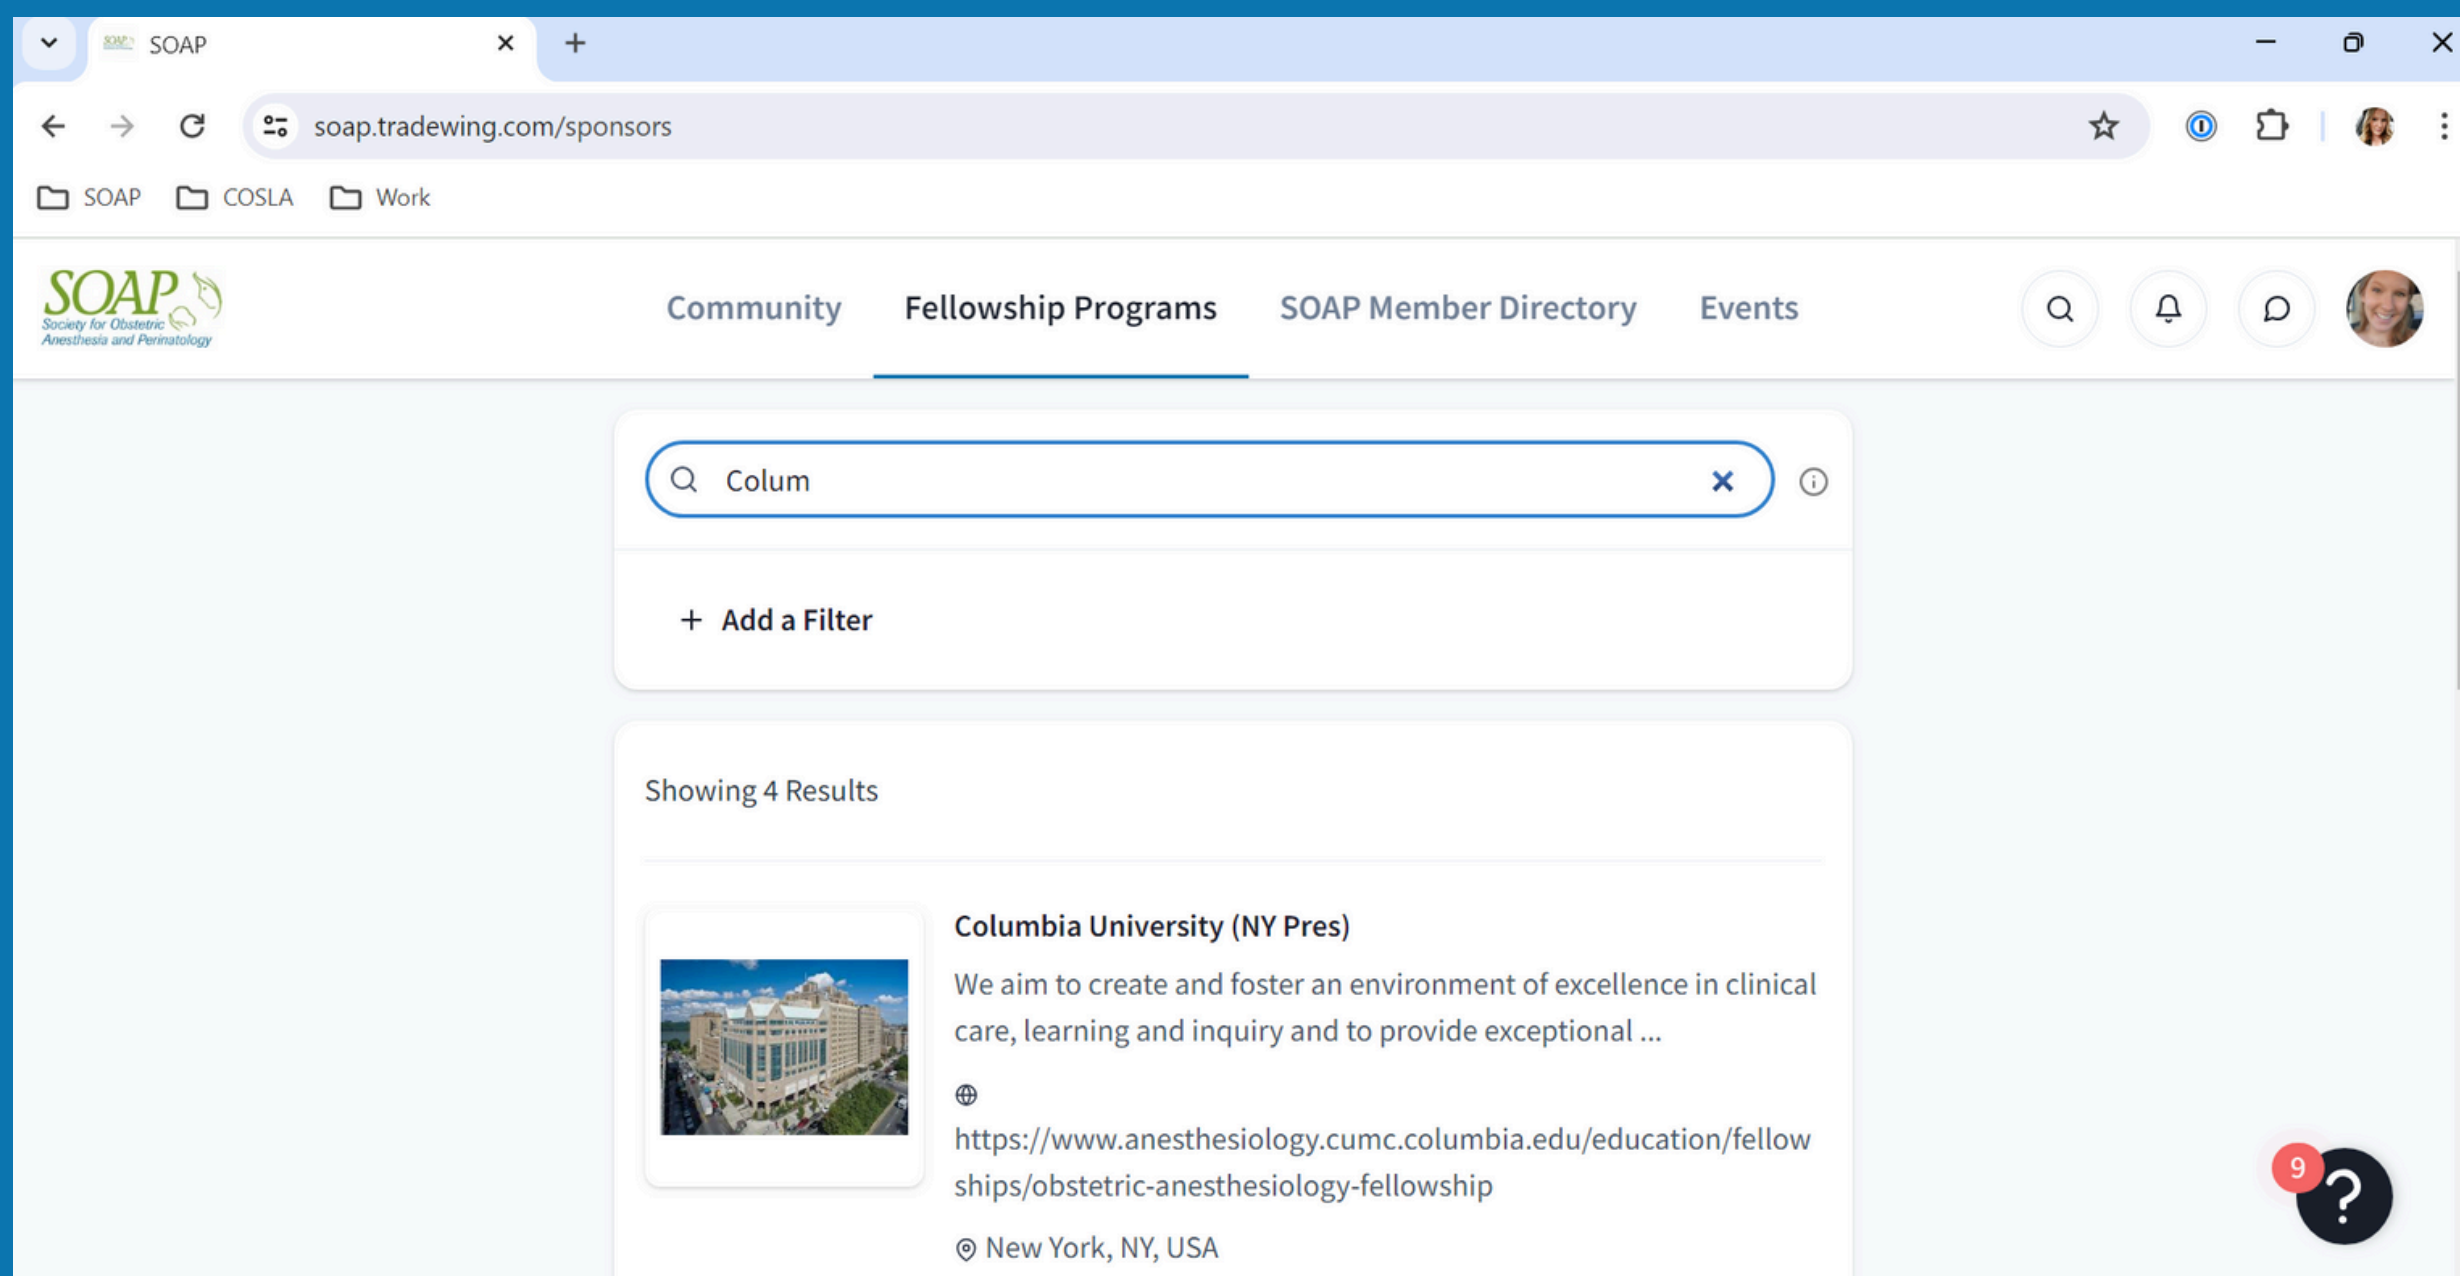 SOAP
soap.tradewing.com/sponsors
SOAP COSLA Work
SOAP
Society for Obstetric
Anesthesia and Perinatology
Community Fellowship Programs SOAP Member Directory Events
Colum
+ Add a Filter
Showing 4 Results
Columbia University (NY Pres)
We aim to create and foster an environment of excellence in clinical
care, learning and inquiry and to provide exceptional ...
https://www.anesthesiology.cumc.columbia.edu/education/fellow
ships/obstetric-anesthesiology-fellowship
New York, NY, USA
9
?